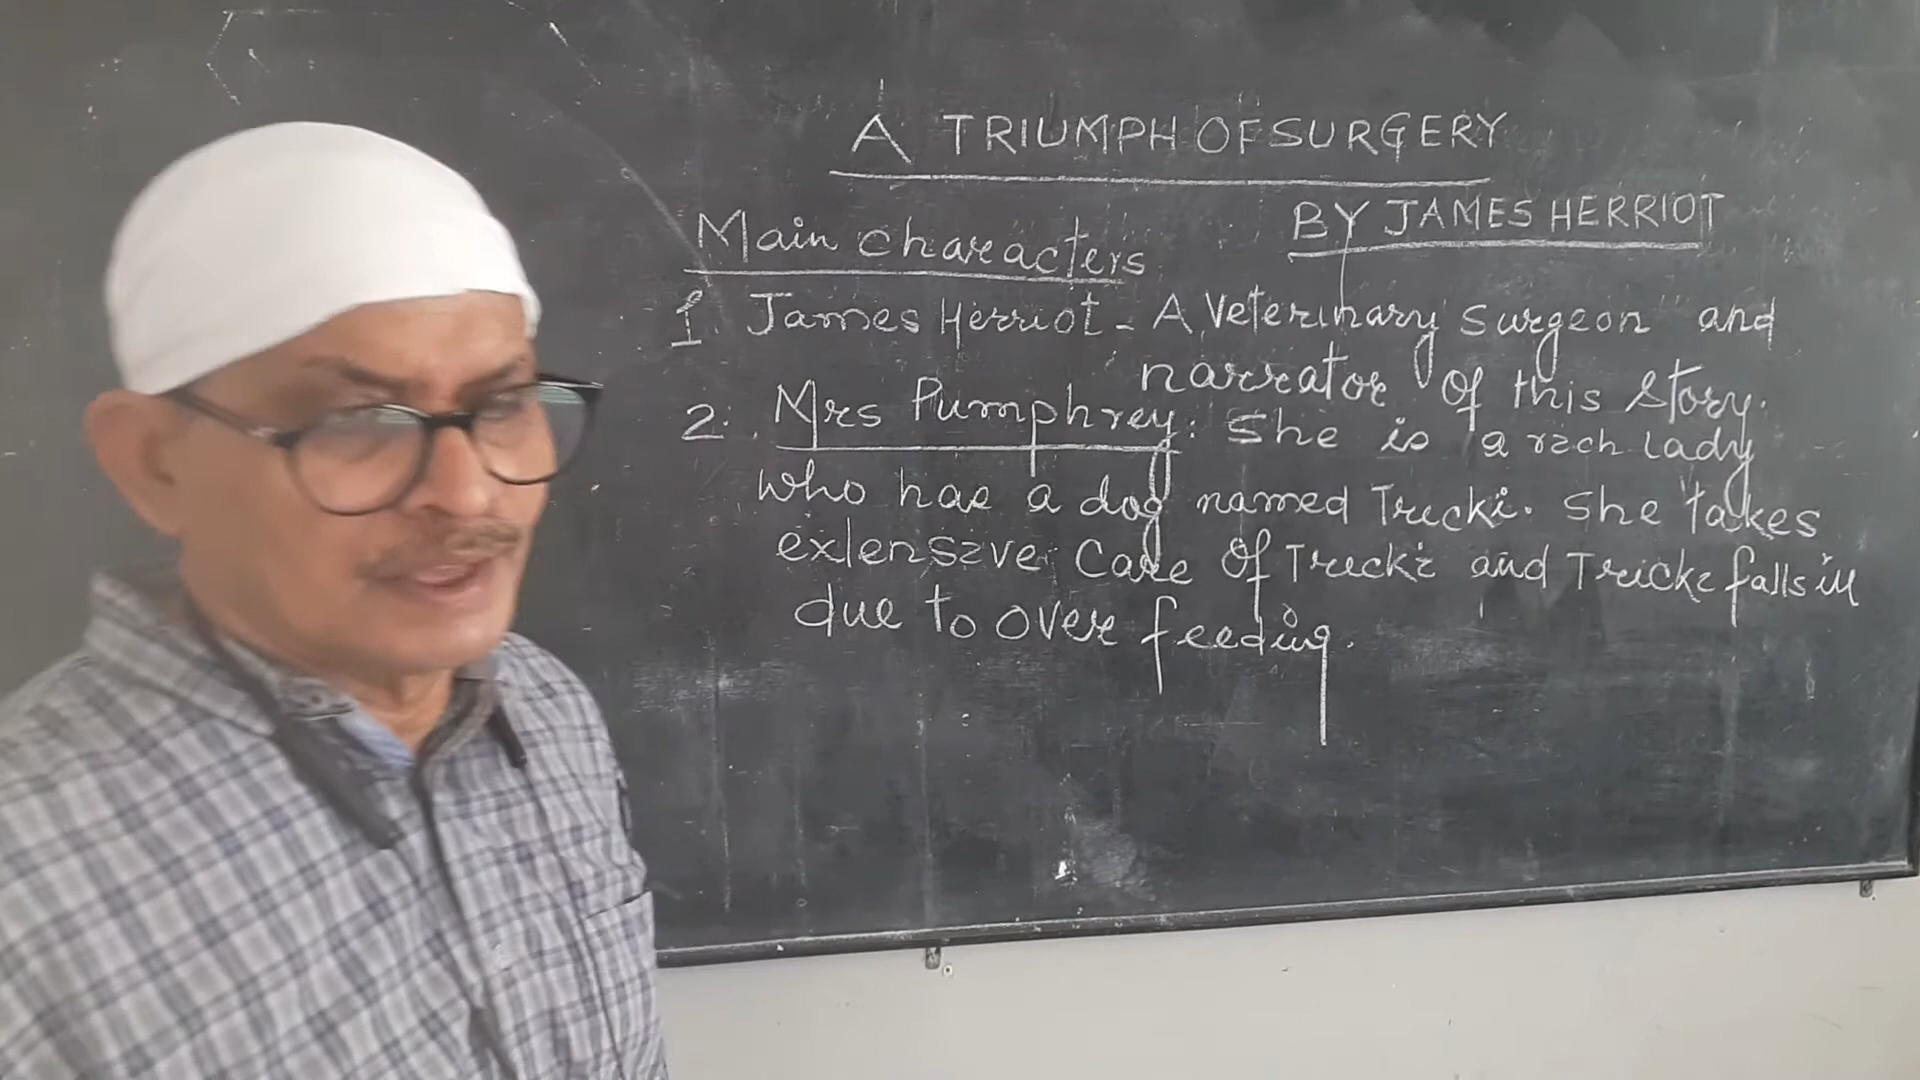 A TRIUMPH OF SURGERY
BY JAMES HERRIOT
Main characters
1. James Herriot - A Veterinary Surgeon and
narrator of this story.
2. Mrs Pumphrey: She is a rich lady
who has a dog named Tricki. She takes
extensive Care of Tricki and Tricki falls ill
due to over feeding.